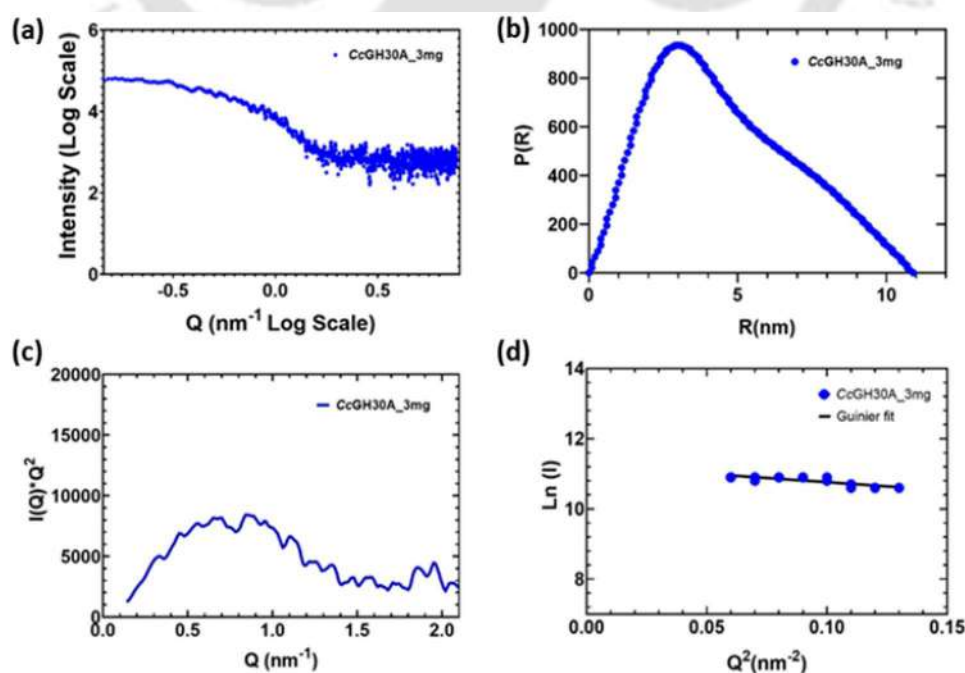 (a)
CcGH30A_3mg
6
4
2
0
Intensity (Log Scale)
-0.5 0.0 0.5
Q (nm⁻¹ Log Scale)
(b)
CcGH30A_3mg
1000
800
600
400
200
0
P(R)
0 5 10
R(nm)
(c)
CcGH30A_3mg
20000
15000
10000
5000
0
I(Q)*Q²
0.0 0.5 1.0 1.5 2.0
Q (nm⁻¹)
(d)
CcGH30A_3mg
Guinier fit
14
12
10
8
Ln (I)
0.00 0.05 0.10 0.15
Q²(nm⁻²)